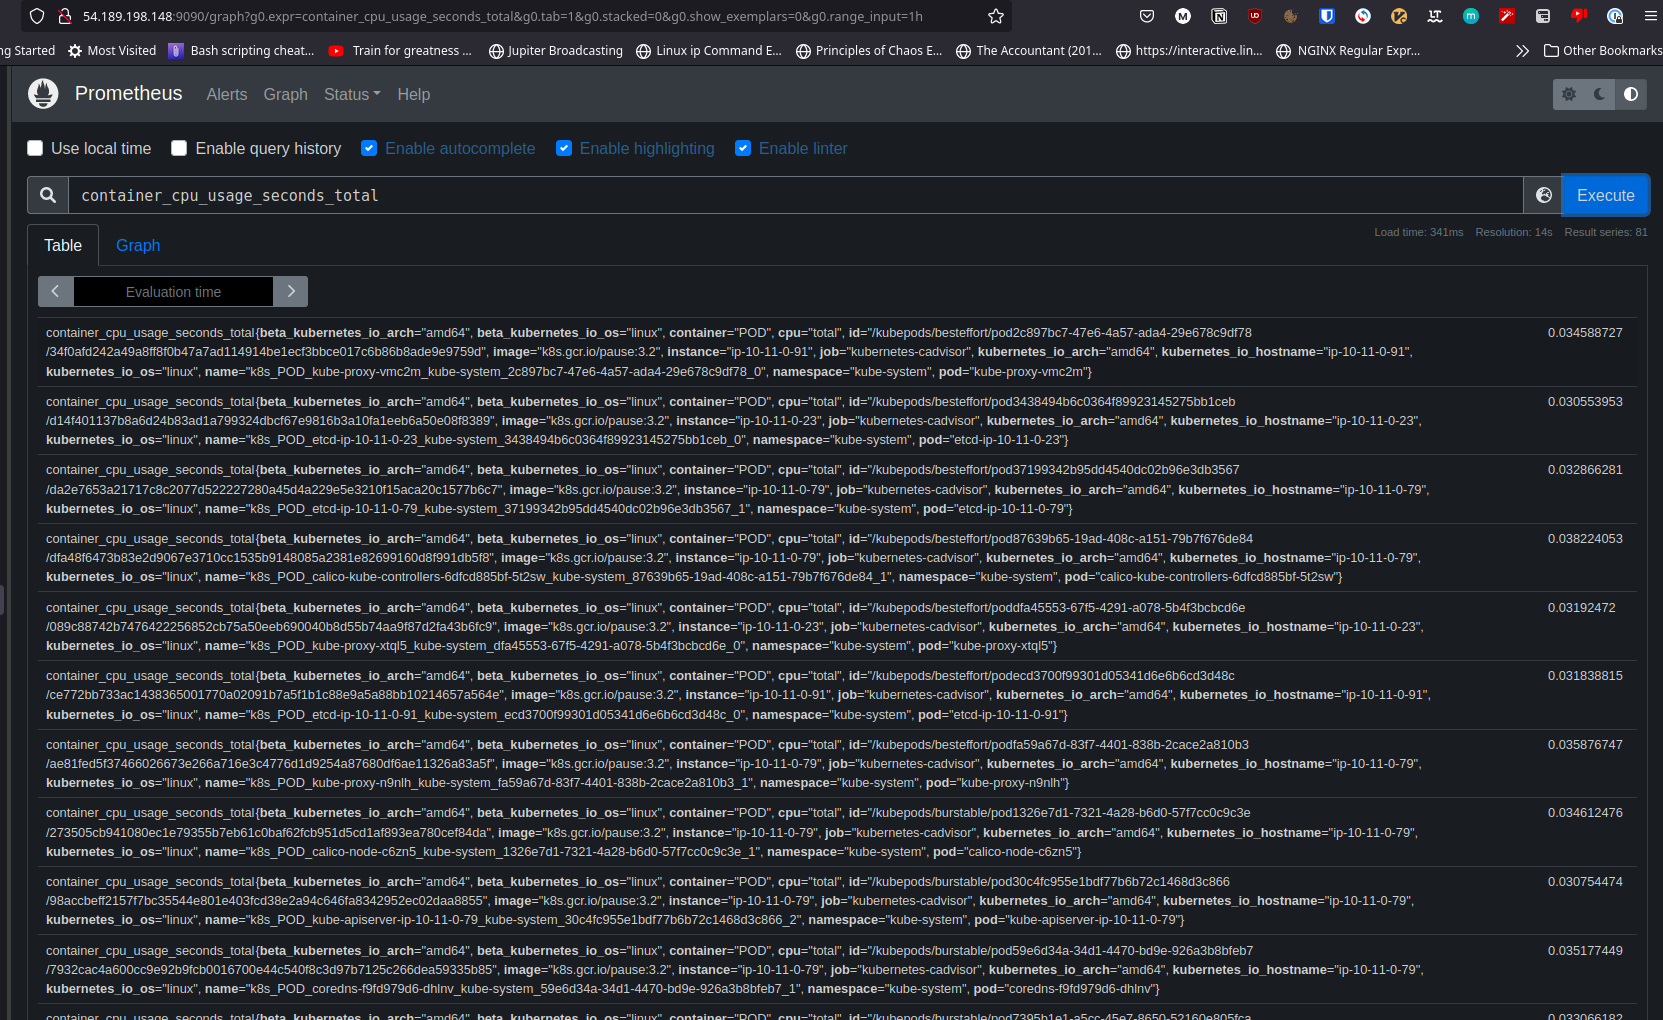 54.189.198.148:9090/graph?g0.expr=container_cpu_usage_seconds_total&g0.tab=1&g0.stacked=0&g0.show_exemplars=0&g0.range_input=1h
ng Started Most Visited Bash scripting cheat... Train for greatness ... Jupiter Broadcasting Linux ip Command E... Principles of Chaos E... The Accountant (201... https://interactive.lin... NGINX Regular Expr... Other Bookmarks
Prometheus Alerts Graph Status Help
Use local time Enable query history Enable autocomplete Enable highlighting Enable linter
container_cpu_usage_seconds_total Execute
Table Graph Load time: 341ms Resolution: 14s Result series: 81
Evaluation time
container_cpu_usage_seconds_total{beta_kubernetes_io_arch="amd64", beta_kubernetes_io_os="linux", container="POD", cpu="total", id="/kubepods/besteffort/pod2c897bc7-47e6-4a57-ada4-29e678c9df78 0.034588727
/34f0afd242a49a8ff8f0b47a7ad114914be1ecf3bbce017c6b86b8ade9e9759d", image="k8s.gcr.io/pause:3.2", instance="ip-10-11-0-91", job="kubernetes-cadvisor", kubernetes_io_arch="amd64", kubernetes_io_hostname="ip-10-11-0-91",
kubernetes_io_os="linux", name="k8s_POD_kube-proxy-vmc2m_kube-system_2c897bc7-47e6-4a57-ada4-29e678c9df78_0", namespace="kube-system", pod="kube-proxy-vmc2m"}
container_cpu_usage_seconds_total{beta_kubernetes_io_arch="amd64", beta_kubernetes_io_os="linux", container="POD", cpu="total", id="/kubepods/besteffort/pod3438494b6c0364f89923145275bb1ceb 0.030553953
/d14f401137b8a6d24b83ad1a799324dbcf67e9816b3a10fa1eeb6a50e08f8389", image="k8s.gcr.io/pause:3.2", instance="ip-10-11-0-23", job="kubernetes-cadvisor", kubernetes_io_arch="amd64", kubernetes_io_hostname="ip-10-11-0-23",
kubernetes_io_os="linux", name="k8s_POD_etcd-ip-10-11-0-23_kube-system_3438494b6c0364f89923145275bb1ceb_0", namespace="kube-system", pod="etcd-ip-10-11-0-23"}
container_cpu_usage_seconds_total{beta_kubernetes_io_arch="amd64", beta_kubernetes_io_os="linux", container="POD", cpu="total", id="/kubepods/besteffort/pod37199342b95dd4540dc02b96e3db3567 0.032866281
/da2e7653a21717c8c2077d522227280a45d4a229e5e3210f15aca20c1577b6c7", image="k8s.gcr.io/pause:3.2", instance="ip-10-11-0-79", job="kubernetes-cadvisor", kubernetes_io_arch="amd64", kubernetes_io_hostname="ip-10-11-0-79",
kubernetes_io_os="linux", name="k8s_POD_etcd-ip-10-11-0-79_kube-system_37199342b95dd4540dc02b96e3db3567_1", namespace="kube-system", pod="etcd-ip-10-11-0-79"}
container_cpu_usage_seconds_total{beta_kubernetes_io_arch="amd64", beta_kubernetes_io_os="linux", container="POD", cpu="total", id="/kubepods/besteffort/pod87639b65-19ad-408c-a151-79b7f676de84 0.038224053
/dfa48f6473b83e2d9067e3710cc1535b9148085a2381e82699160d8f991db5f8", image="k8s.gcr.io/pause:3.2", instance="ip-10-11-0-79", job="kubernetes-cadvisor", kubernetes_io_arch="amd64", kubernetes_io_hostname="ip-10-11-0-79",
kubernetes_io_os="linux", name="k8s_POD_calico-kube-controllers-6dfcd885bf-5t2sw_kube-system_87639b65-19ad-408c-a151-79b7f676de84_1", namespace="kube-system", pod="calico-kube-controllers-6dfcd885bf-5t2sw"}
container_cpu_usage_seconds_total{beta_kubernetes_io_arch="amd64", beta_kubernetes_io_os="linux", container="POD", cpu="total", id="/kubepods/besteffort/poddfa45553-67f5-4291-a078-5b4f3bcbcd6e 0.03192472
/089c88742b7476422256852cb75a50eeb690040b8d55b74aa9f87d2fa43b6fc9", image="k8s.gcr.io/pause:3.2", instance="ip-10-11-0-23", job="kubernetes-cadvisor", kubernetes_io_arch="amd64", kubernetes_io_hostname="ip-10-11-0-23",
kubernetes_io_os="linux", name="k8s_POD_kube-proxy-xtql5_kube-system_dfa45553-67f5-4291-a078-5b4f3bcbcd6e_0", namespace="kube-system", pod="kube-proxy-xtql5"}
container_cpu_usage_seconds_total{beta_kubernetes_io_arch="amd64", beta_kubernetes_io_os="linux", container="POD", cpu="total", id="/kubepods/besteffort/podecd3700f99301d05341d6e6b6cd3d48c 0.031838815
/ce772bb733ac1438365001770a02091b7a5f1b1c88e9a5a88bb10214657a564e", image="k8s.gcr.io/pause:3.2", instance="ip-10-11-0-91", job="kubernetes-cadvisor", kubernetes_io_arch="amd64", kubernetes_io_hostname="ip-10-11-0-91",
kubernetes_io_os="linux", name="k8s_POD_etcd-ip-10-11-0-91_kube-system_ecd3700f99301d05341d6e6b6cd3d48c_0", namespace="kube-system", pod="etcd-ip-10-11-0-91"}
container_cpu_usage_seconds_total{beta_kubernetes_io_arch="amd64", beta_kubernetes_io_os="linux", container="POD", cpu="total", id="/kubepods/besteffort/podfa59a67d-83f7-4401-838b-2cace2a810b3 0.035876747
/ae81fed5f37466026673e266a716e3c4776d1d9254a87680df6ae11326a83a5f", image="k8s.gcr.io/pause:3.2", instance="ip-10-11-0-79", job="kubernetes-cadvisor", kubernetes_io_arch="amd64", kubernetes_io_hostname="ip-10-11-0-79",
kubernetes_io_os="linux", name="k8s_POD_kube-proxy-n9nlh_kube-system_fa59a67d-83f7-4401-838b-2cace2a810b3_1", namespace="kube-system", pod="kube-proxy-n9nlh"}
container_cpu_usage_seconds_total{beta_kubernetes_io_arch="amd64", beta_kubernetes_io_os="linux", container="POD", cpu="total", id="/kubepods/burstable/pod1326e7d1-7321-4a28-b6d0-57f7cc0c9c3e 0.034612476
/273505cb941080ec1e79355b7eb61c0baf62fcb951d5cd1af893ea780cef84da", image="k8s.gcr.io/pause:3.2", instance="ip-10-11-0-79", job="kubernetes-cadvisor", kubernetes_io_arch="amd64", kubernetes_io_hostname="ip-10-11-0-79",
kubernetes_io_os="linux", name="k8s_POD_calico-node-c6zn5_kube-system_1326e7d1-7321-4a28-b6d0-57f7cc0c9c3e_1", namespace="kube-system", pod="calico-node-c6zn5"}
container_cpu_usage_seconds_total{beta_kubernetes_io_arch="amd64", beta_kubernetes_io_os="linux", container="POD", cpu="total", id="/kubepods/burstable/pod30c4fc955e1bdf77b6b72c1468d3c866 0.030754474
/98accbeff2157f7bc35544e801e403fcd38e2a94c646fa8342952ec02daa8855", image="k8s.gcr.io/pause:3.2", instance="ip-10-11-0-79", job="kubernetes-cadvisor", kubernetes_io_arch="amd64", kubernetes_io_hostname="ip-10-11-0-79",
kubernetes_io_os="linux", name="k8s_POD_kube-apiserver-ip-10-11-0-79_kube-system_30c4fc955e1bdf77b6b72c1468d3c866_2", namespace="kube-system", pod="kube-apiserver-ip-10-11-0-79"}
container_cpu_usage_seconds_total{beta_kubernetes_io_arch="amd64", beta_kubernetes_io_os="linux", container="POD", cpu="total", id="/kubepods/burstable/pod59e6d34a-34d1-4470-bd9e-926a3b8bfeb7 0.035177449
/7932cac4a600cc9e92b9fcb0016700e44c540f8c3d97b7125c266dea59335b85", image="k8s.gcr.io/pause:3.2", instance="ip-10-11-0-79", job="kubernetes-cadvisor", kubernetes_io_arch="amd64", kubernetes_io_hostname="ip-10-11-0-79",
kubernetes_io_os="linux", name="k8s_POD_coredns-f9fd979d6-dhlnv_kube-system_59e6d34a-34d1-4470-bd9e-926a3b8bfeb7_1", namespace="kube-system", pod="coredns-f9fd979d6-dhlnv"}
container_cpu_usage_seconds_total{beta_kubernetes_io_arch="amd64", beta_kubernetes_io_os="linux", container="POD", cpu="total", id="/kubepods/burstable/pod7395b1e1-a5cc-45e7-8650-52160e805fca 0.033066182